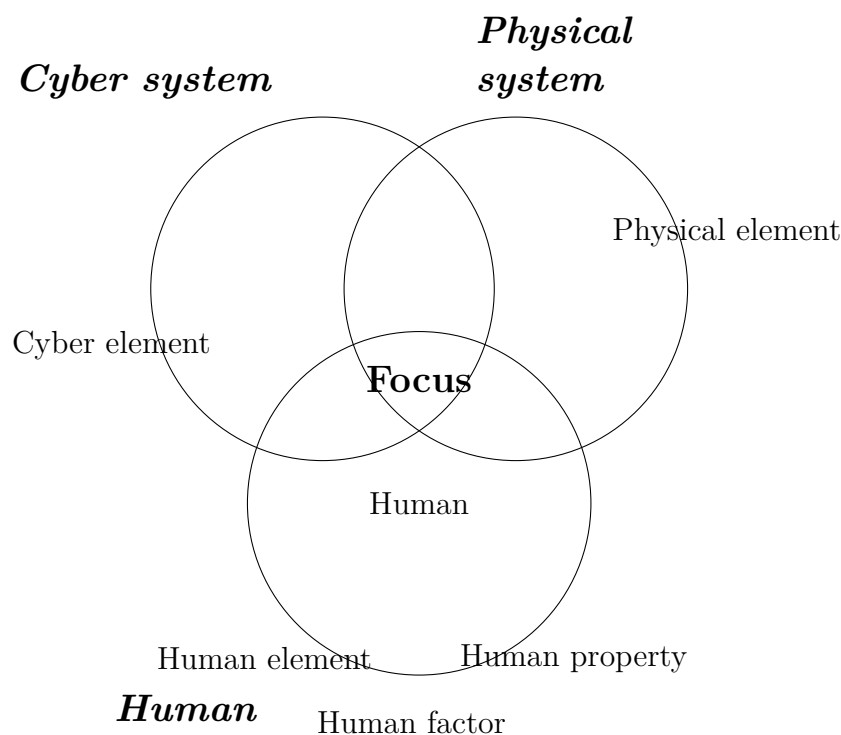 Physical
system
Cyber system
Physical element
Cyber element
Focus
Human
Human element
Human property
Human
Human factor